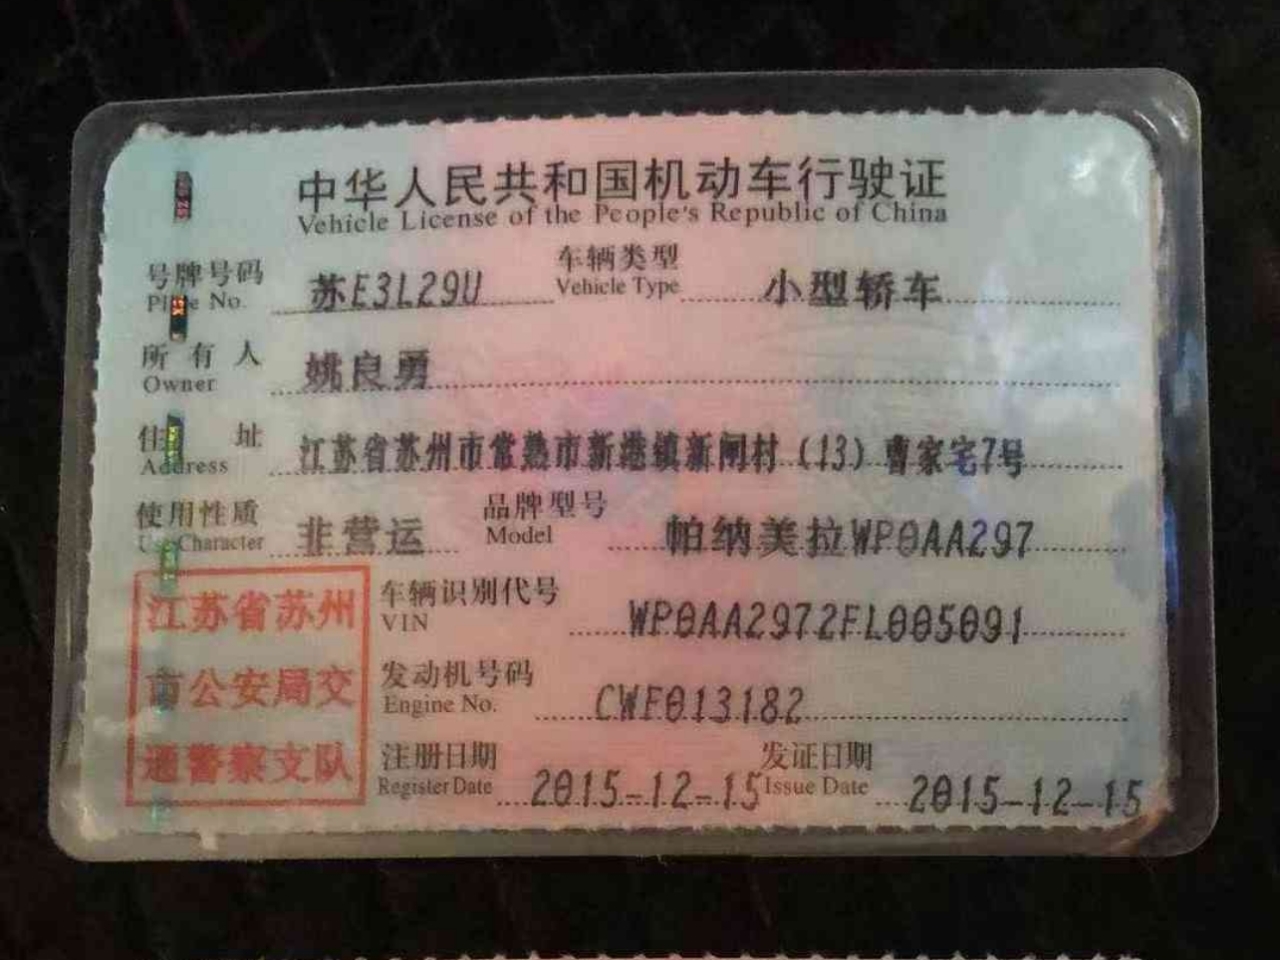 中华人民共和国机动车行驶证
Vehicle License of the People's Republic of China
号牌号码 苏E3L29U 车辆类型 小型轿车
Plate No. Vehicle Type
所有人 姚良勇
Owner
住址 江苏省苏州市常熟市新港镇新闸村（13）曹家宅7号
Address
使用性质 非营运 品牌型号 帕纳美拉WP0AA297
Use Character Model
江苏省苏州
市公安局交
通警察支队
车辆识别代号 WP0AA2972FL005091
VIN
发动机号码 CWF013182
Engine No.
注册日期 2015-12-15 发证日期 2015-12-15
Register Date Issue Date